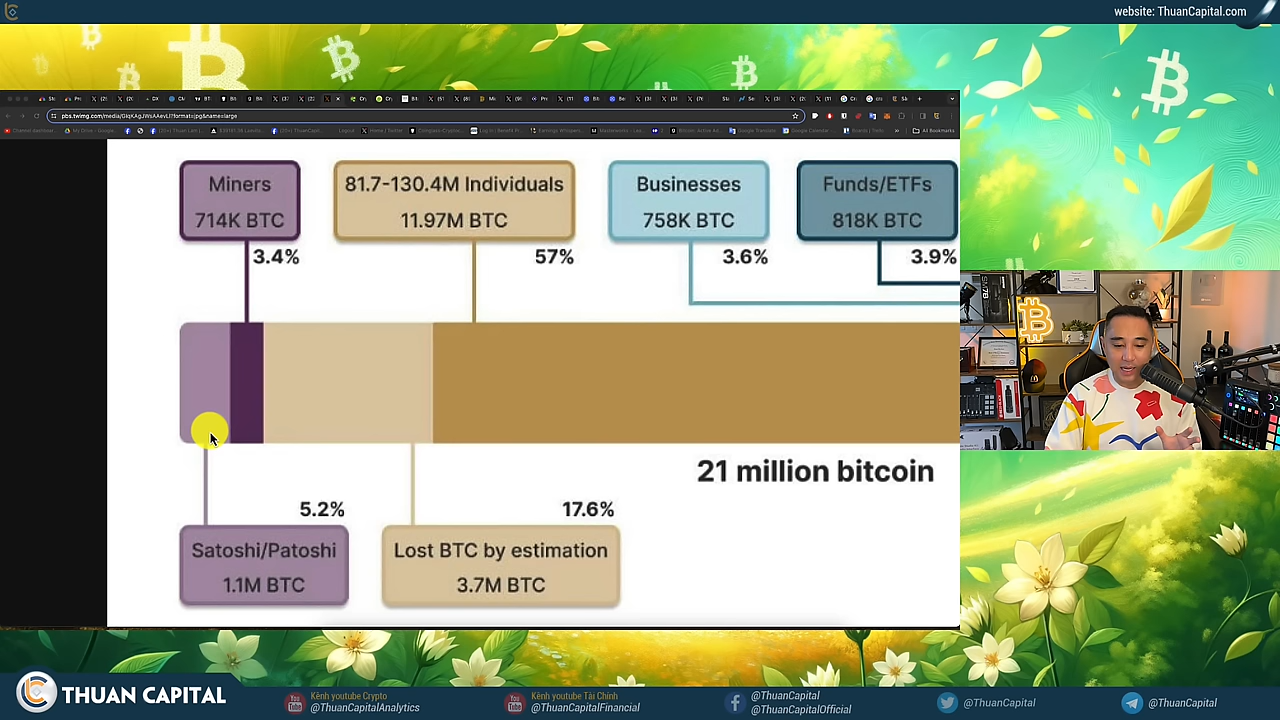 website: ThuanCapital.com
Miners
714K BTC
3.4%
81.7-130.4M Individuals
11.97M BTC
57%
Businesses
758K BTC
3.6%
Funds/ETFs
818K BTC
3.9%
21 million bitcoin
5.2%
Satoshi/Patoshi
1.1M BTC
17.6%
Lost BTC by estimation
3.7M BTC
THUAN CAPITAL
Kênh youtube Crypto
@ThuanCapitalAnalytics
Kênh youtube Tài Chính
@ThuanCapitalFinancial
@ThuanCapital
@ThuanCapitalOfficial
@ThuanCapital
@ThuanCapital